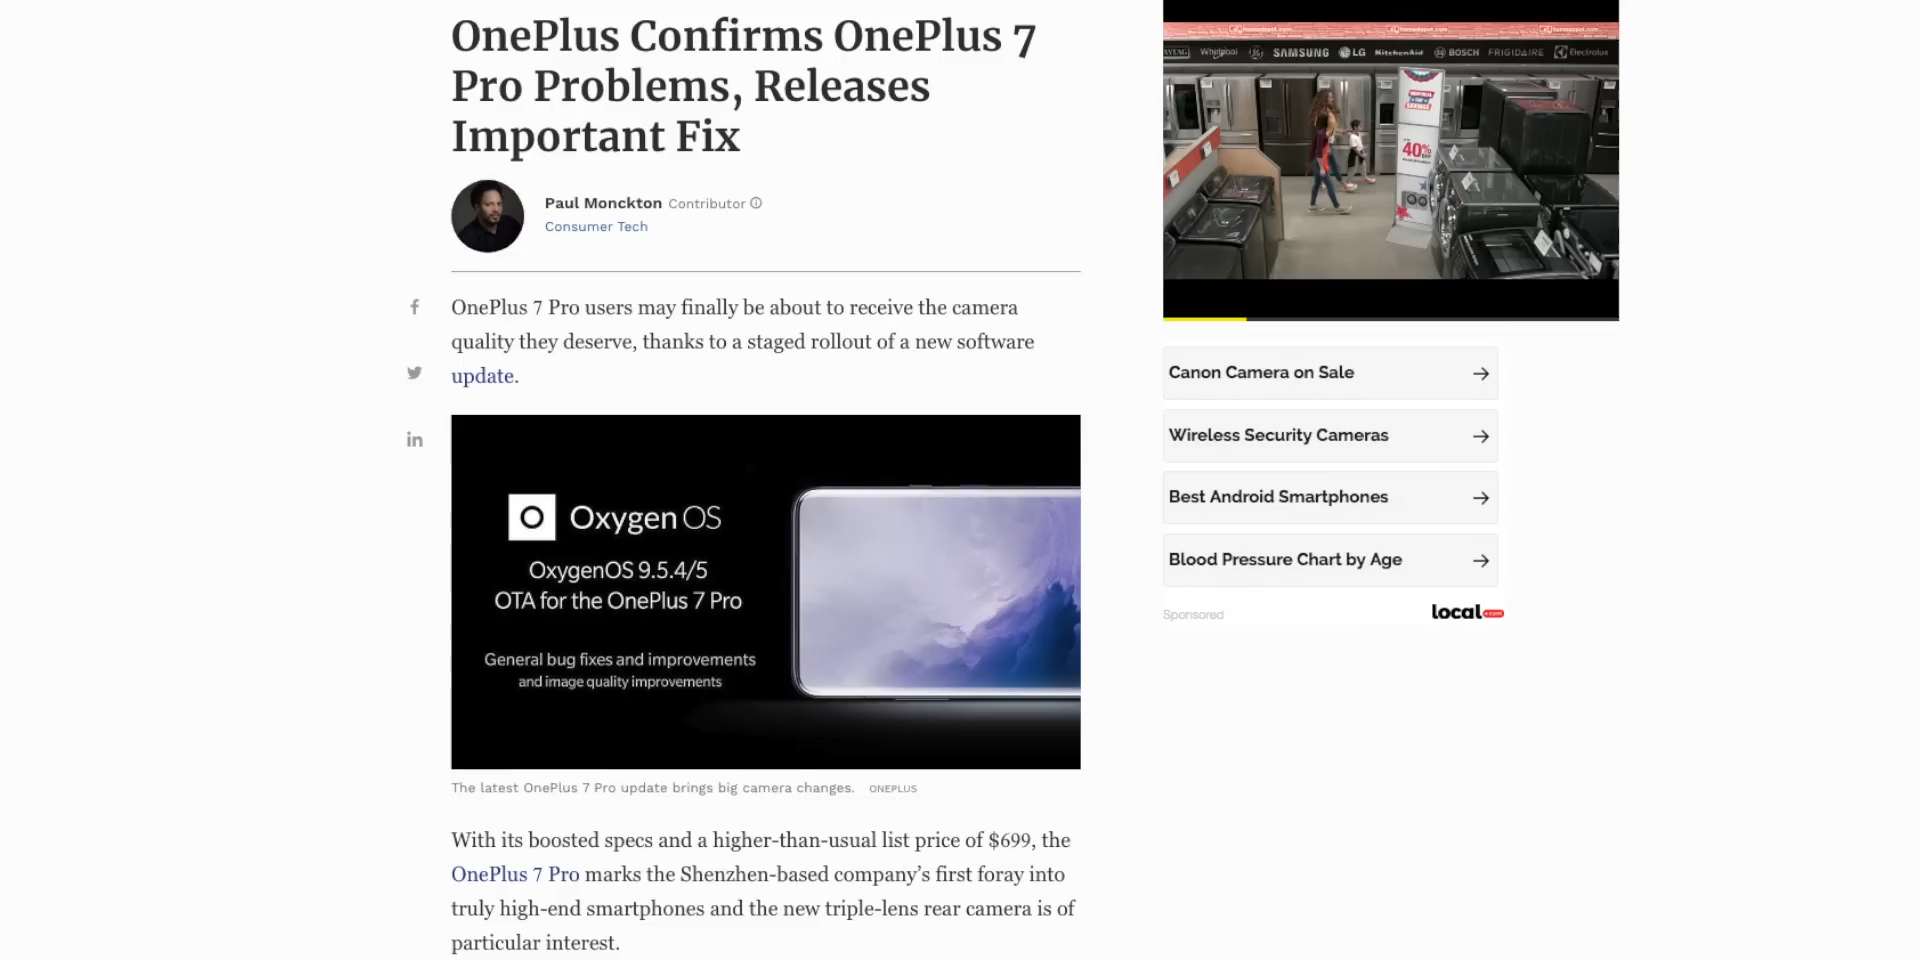 OnePlus Confirms OnePlus 7
Pro Problems, Releases
Important Fix
Paul Monckton Contributor
Consumer Tech
OnePlus 7 Pro users may finally be about to receive the camera
quality they deserve, thanks to a staged rollout of a new software
update.
Oxygen OS
OxygenOS 9.5.4/5
OTA for the OnePlus 7 Pro
General bug fixes and improvements
and image quality improvements
The latest OnePlus 7 Pro update brings big camera changes. ONEPLUS
With its boosted specs and a higher-than-usual list price of $699, the
OnePlus 7 Pro marks the Shenzhen-based company’s first foray into
truly high-end smartphones and the new triple-lens rear camera is of
particular interest.
Whirlpool SAMSUNG LG KitchenAid BOSCH FRIGIDAIRE Electrolux
40%
Canon Camera on Sale
Wireless Security Cameras
Best Android Smartphones
Blood Pressure Chart by Age
Sponsored
local.com